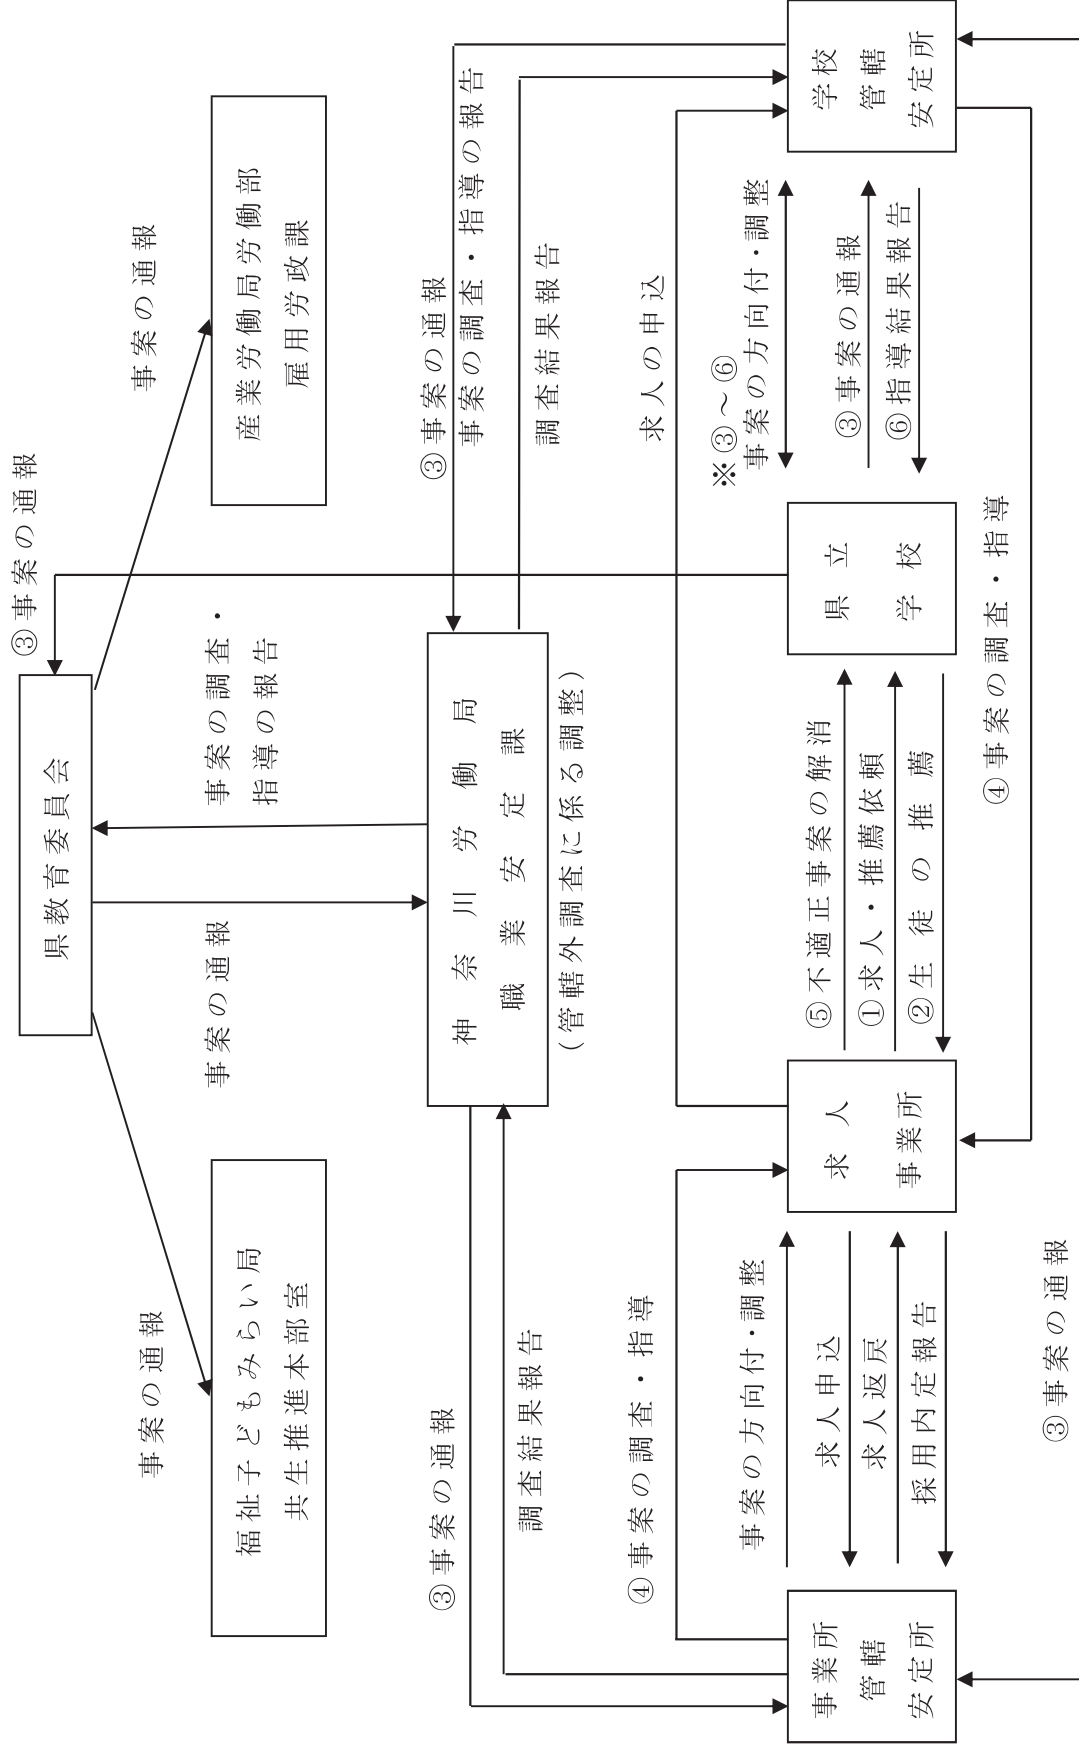 ③事案の通報
県教育委員会
事案の通報
事案の通報
福祉子どもみらい局
共生推進本部室
産業労働局労働部
雇用労政課
事案の通報
事案の調査・
指導の報告
③事案の通報
調査結果報告
神奈川労働局
職業安定課
(管轄外調査に係る調整)
③事案の通報
事案の調査・指導の報告
調査結果報告
④事案の調査・指導
求人の申込
※③~⑥
事案の方向付・調整
事案の方向付・調整
求人申込
求人返戻
採用内定報告
⑤不適正事案の解消
①求人・推薦依頼
②生徒の推薦
③事案の通報
⑥指導結果報告
事業所
管轄
安定所
求人
事業所
県立
学校
学校
管轄
安定所
④事案の調査・指導
③事案の通報